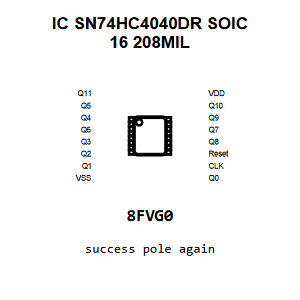 IC SN74HC4040DR SOIC
16 208MIL
Q11 VDD
Q5 Q10
Q4 Q9
Q6 Q7
Q3 Q8
Q2 Reset
Q1 CLK
VSS Q0
8FVG0
success pole again